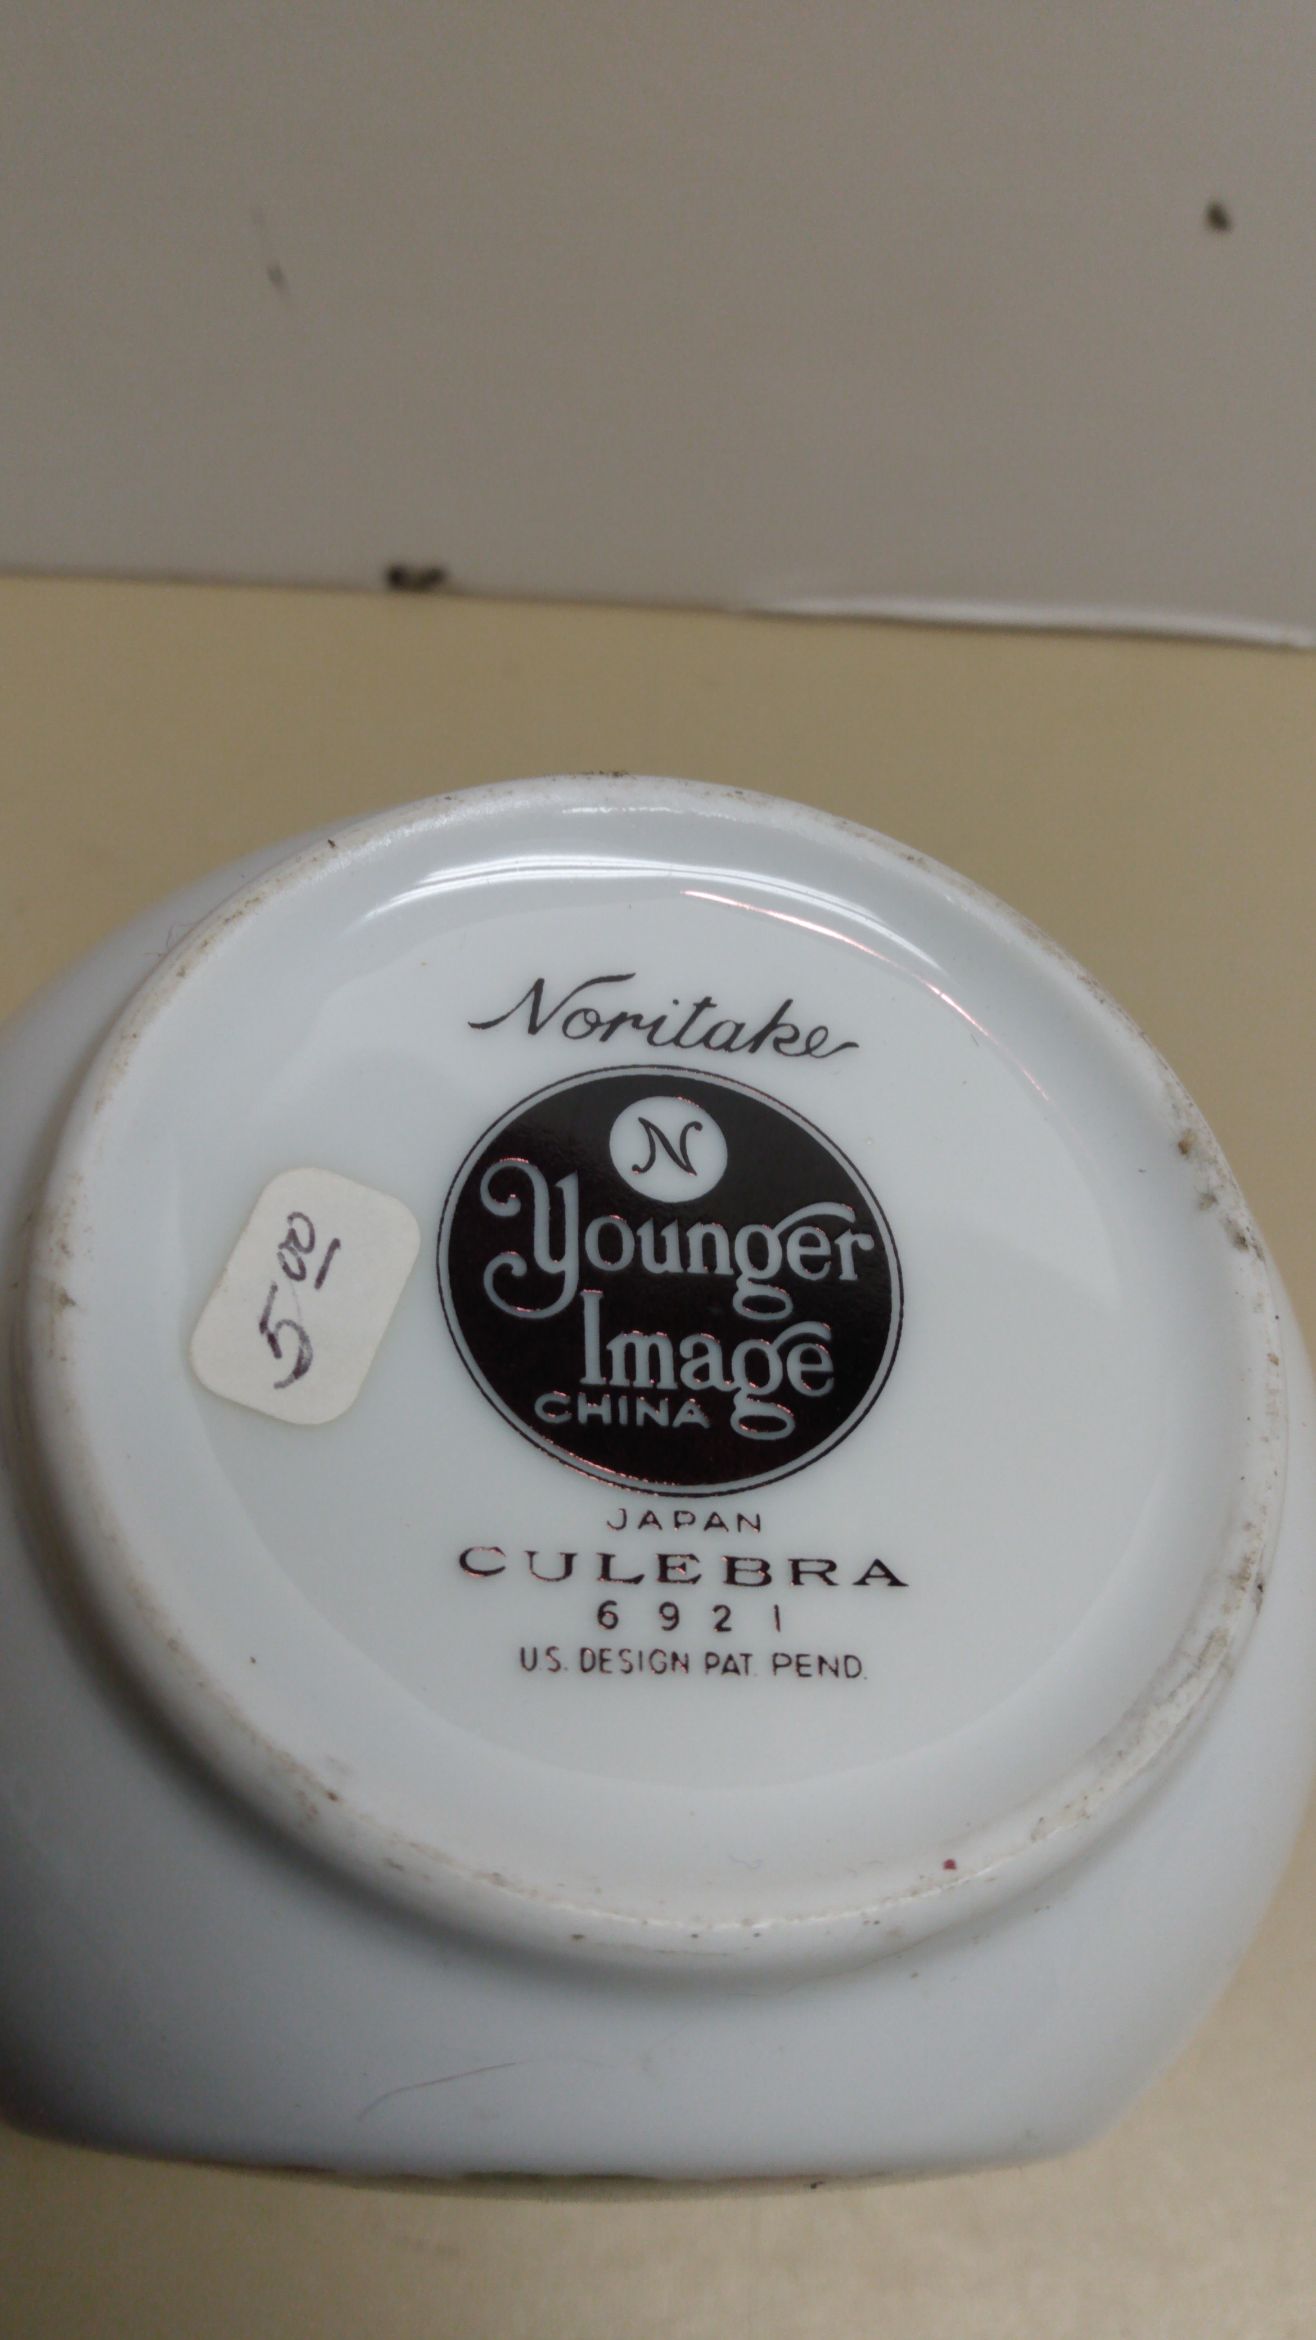 Noritake
N
Younger
Image
CHINA
JAPAN
CULEBRA
6921
U.S. DESIGN PAT. PEND.
5.00